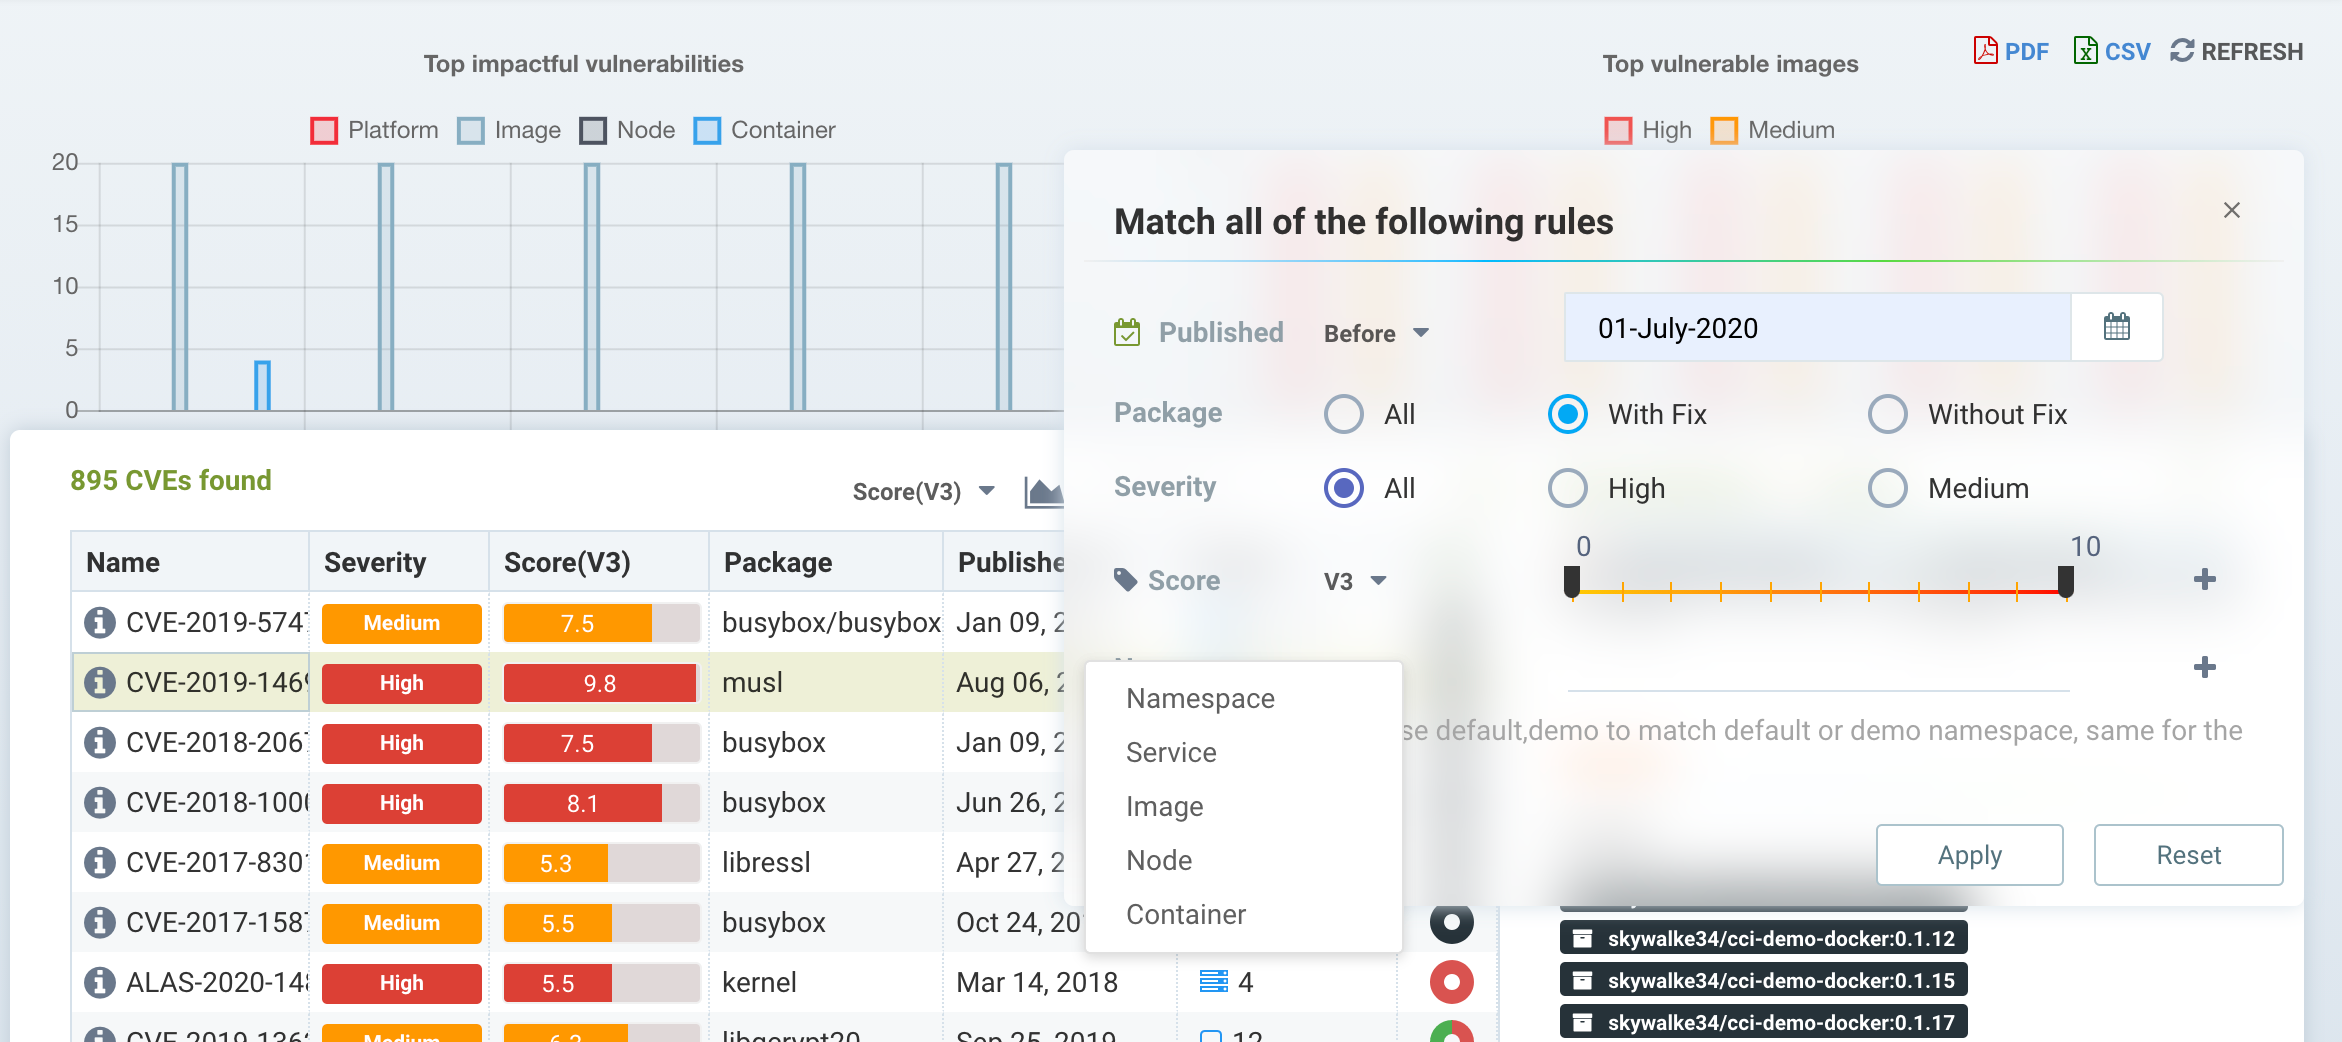 Top impactful vulnerabilities
Top vulnerable images
PDF CSV REFRESH
Platform Image Node Container
High Medium
20
15
10
5
0
Match all of the following rules
Published Before 01-July-2020
Package All With Fix Without Fix
Severity All High Medium
0 10
Score V3
Namespace
Service
Image
Node
Container
se default,demo to match default or demo namespace, same for the
Apply Reset
895 CVEs found
Score(V3)
Name Severity Score(V3) Package Publishe
CVE-2019-574 Medium 7.5 busybox/busybox Jan 09, 2
CVE-2019-146 High 9.8 musl Aug 06, 2
CVE-2018-206 High 7.5 busybox Jan 09, 2
CVE-2018-100 High 8.1 busybox Jun 26, 2
CVE-2017-830 Medium 5.3 libressl Apr 27, 2
CVE-2017-158 Medium 5.5 busybox Oct 24, 20
ALAS-2020-14 High 5.5 kernel Mar 14, 2018 4
CVE-2019-136 Medium 6.3 libgcrypt20 Sep 25, 2019 12
skywalke34/cci-demo-docker:0.1.12
skywalke34/cci-demo-docker:0.1.15
skywalke34/cci-demo-docker:0.1.17